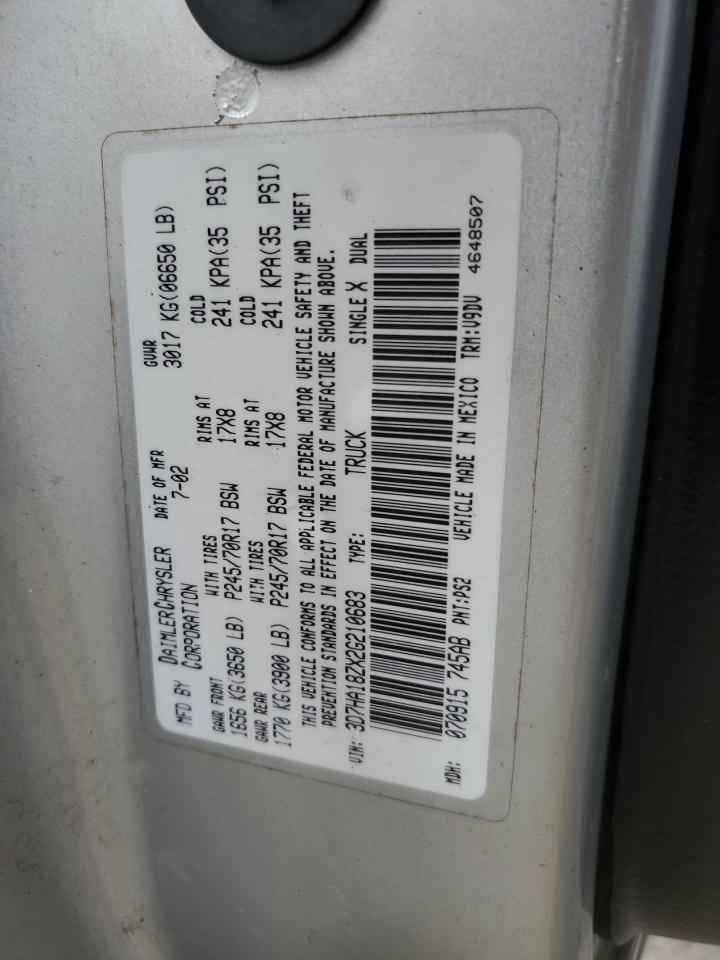 MFD BY DAIMLERCHRYSLER CORPORATION DATE OF MFR 7-02 GVWR 3017 KG(06650 LB)
GAWR FRONT WITH TIRES RIMS AT COLD
1656 KG(3650 LB) P245/70R17 BSW 17X8 241 KPA(35 PSI)
GAWR REAR WITH TIRES RIMS AT COLD
1770 KG(3900 LB) P245/70R17 BSW 17X8 241 KPA(35 PSI)
THIS VEHICLE CONFORMS TO ALL APPLICABLE FEDERAL MOTOR VEHICLE SAFETY AND THEFT
PREVENTION STANDARDS IN EFFECT ON THE DATE OF MANUFACTURE SHOWN ABOVE.
VIN: 3D7HA18ZX2G210683 TYPE: TRUCK SINGLE X DUAL
MDH: 070915 745AB PNT:PS2 VEHICLE MADE IN MEXICO TRM:V9DV 4648507